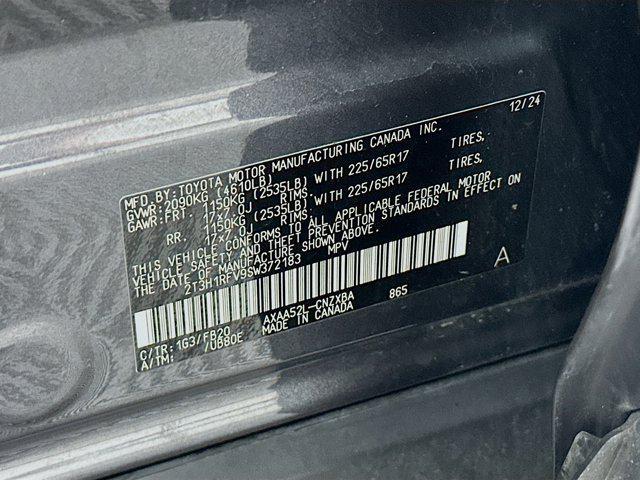 MFD.BY:TOYOTA MOTOR MANUFACTURING CANADA INC. 12/24
GVWR:2090KG (4610LB)
GAWR:FRT. 1150KG (2535LB) WITH 225/65R17 TIRES,
17x7.0J RIMS,
RR. 1150KG (2535LB) WITH 225/65R17 TIRES,
17x7.0J RIMS.
THIS VEHICLE CONFORMS TO ALL APPLICABLE FEDERAL MOTOR
VEHICLE SAFETY AND THEFT PREVENTION STANDARDS IN EFFECT ON
THE DATE OF MANUFACTURE SHOWN ABOVE.
2T3H1RFV9SW372183 MPV A
C/TR:1G3/FB20 AXAA52L-CNZXBA 865
A/TM: /UB80E MADE IN CANADA